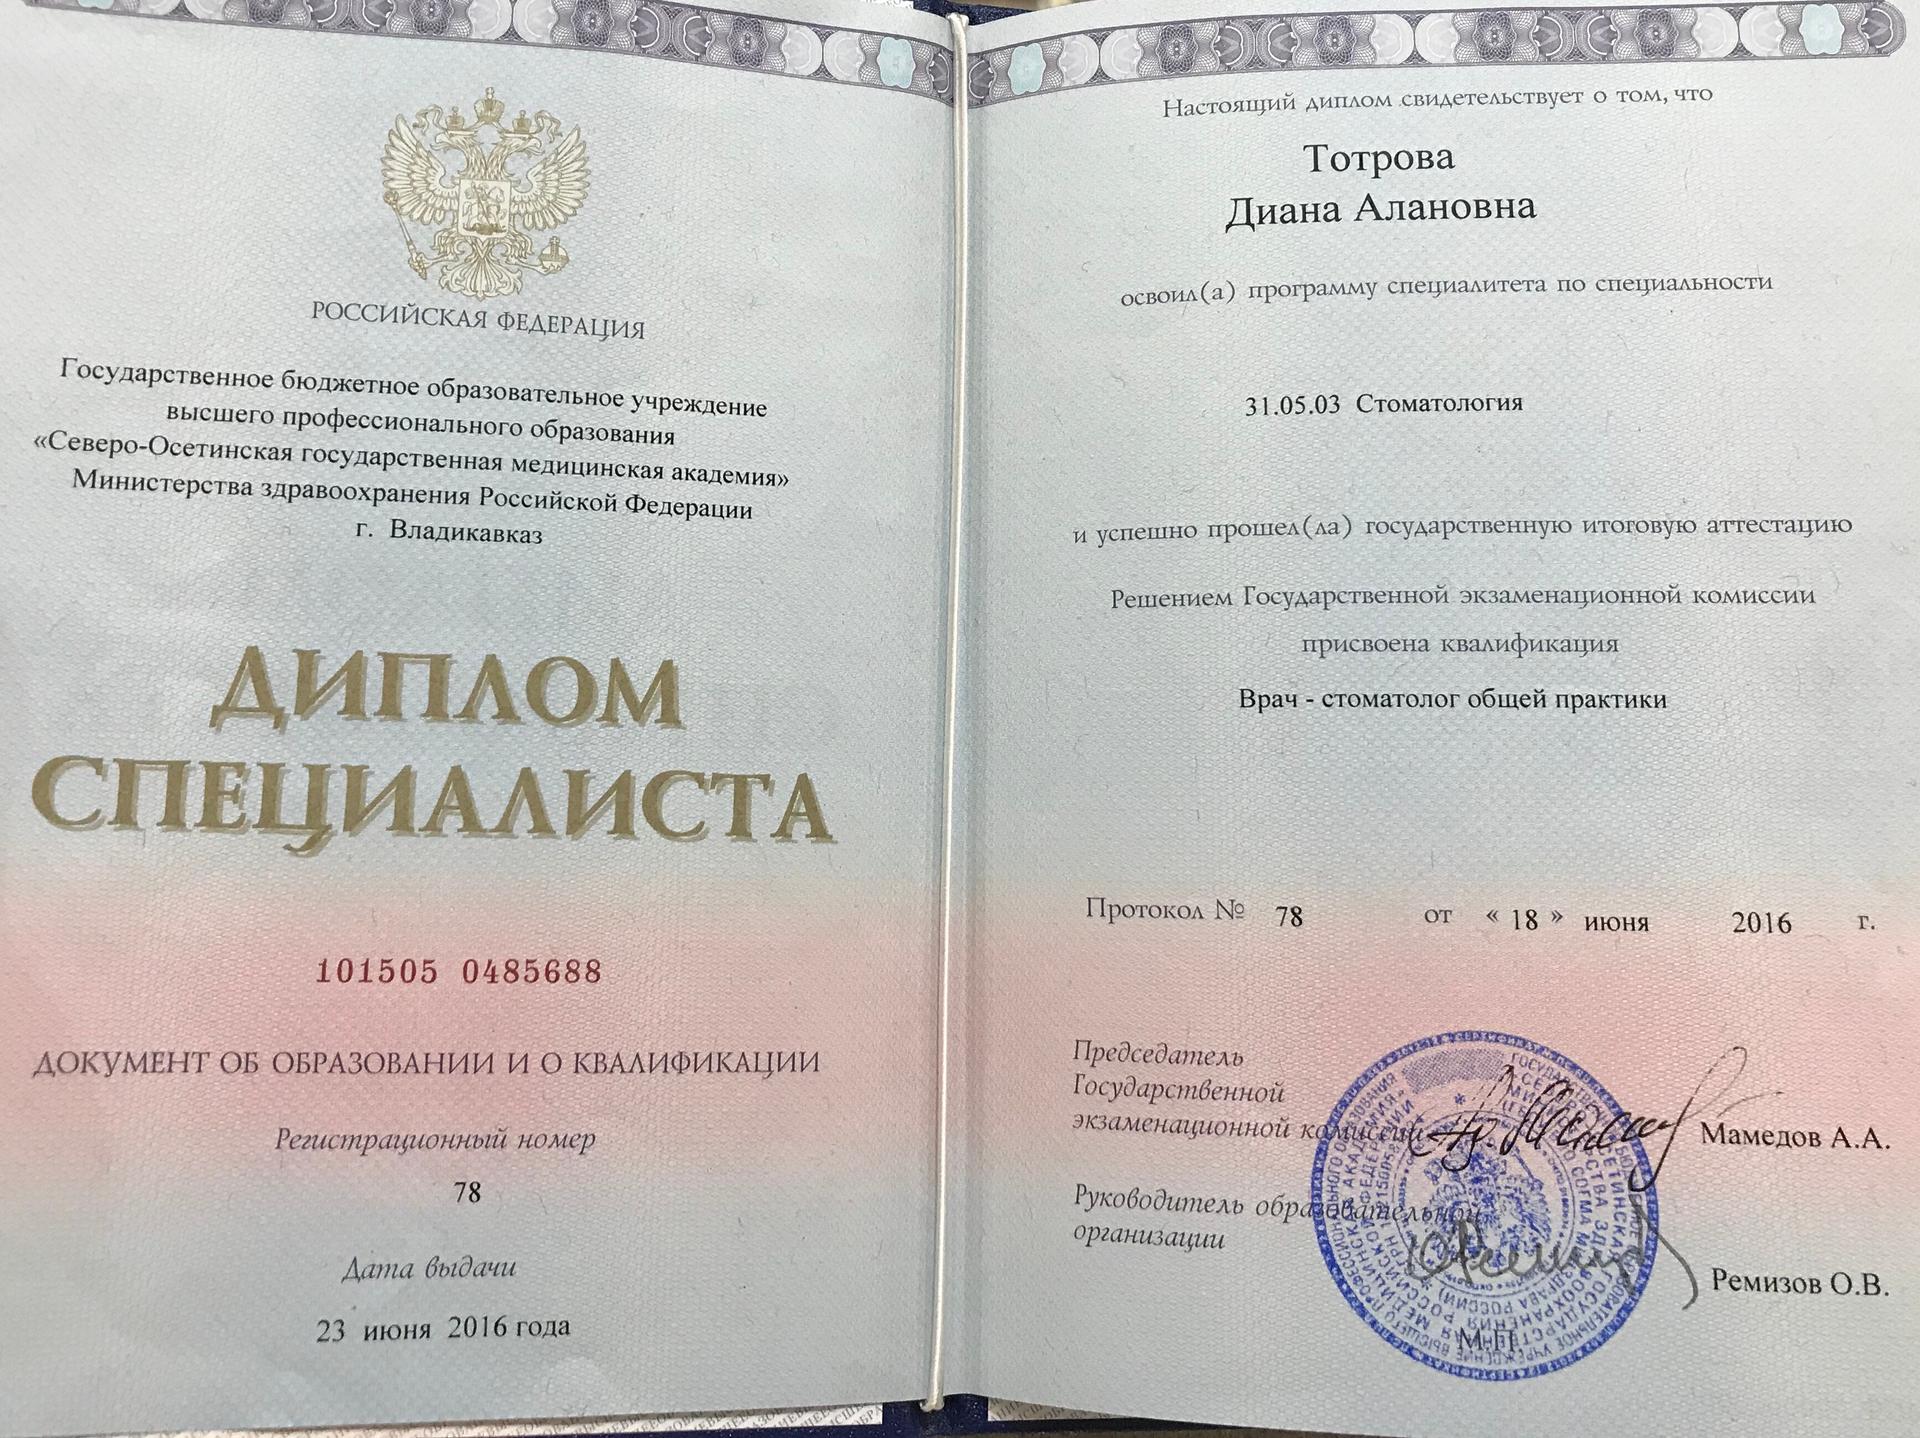 РОССИЙСКАЯ ФЕДЕРАЦИЯ
Государственное бюджетное образовательное учреждение
высшего профессионального образования
«Северо-Осетинская государственная медицинская академия»
Министерства здравоохранения Российской Федерации
г. Владикавказ
ДИПЛОМ
СПЕЦИАЛИСТА
101505 0485688
ДОКУМЕНТ ОБ ОБРАЗОВАНИИ И О КВАЛИФИКАЦИИ
Регистрационный номер
78
Дата выдачи
23 июня 2016 года
Настоящий диплом свидетельствует о том, что
Тотрова
Диана Алановна
освоил(а) программу специалитета по специальности
31.05.03 Стоматология
и успешно прошел(ла) государственную итоговую аттестацию
Решением Государственной экзаменационной комиссии
присвоена квалификация
Врач - стоматолог общей практики
Протокол № 78 от « 18 » июня 2016 г.
Председатель
Государственной
экзаменационной комиссии
Мамедов А.А.
Руководитель образовательной
организации
Ремизов О.В.
М.П.